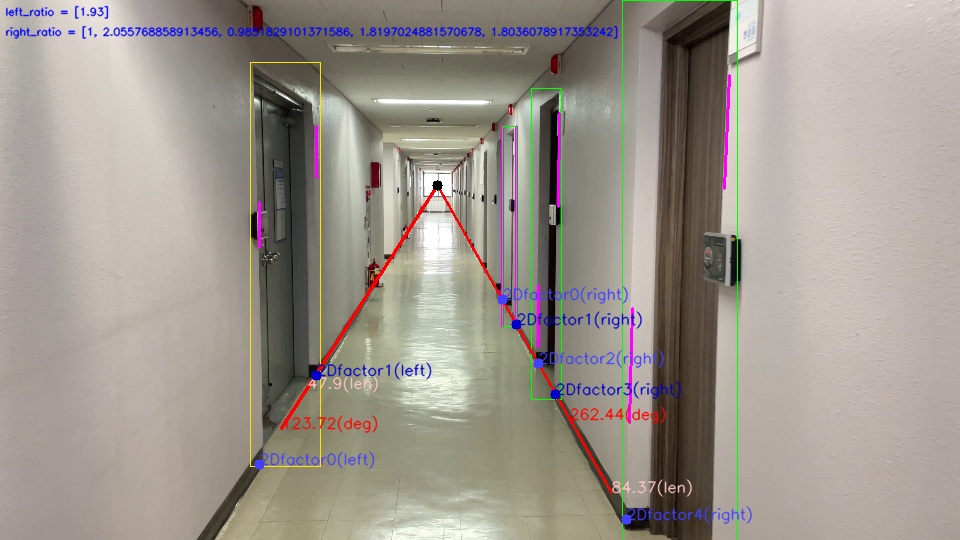 left_ratio = [1.93]
right_ratio = [1, 2.055768858913456, 0.9851829101371586, 1.8197024881570678, 1.8036078917353242]
2Dfactor0(right)
2Dfactor1(right)
2Dfactor2(right)
2Dfactor1(left)
47.9(len)
2Dfactor3(right)
262.44(deg)
123.72(deg)
2Dfactor0(left)
84.37(len)
2Dfactor4(right)